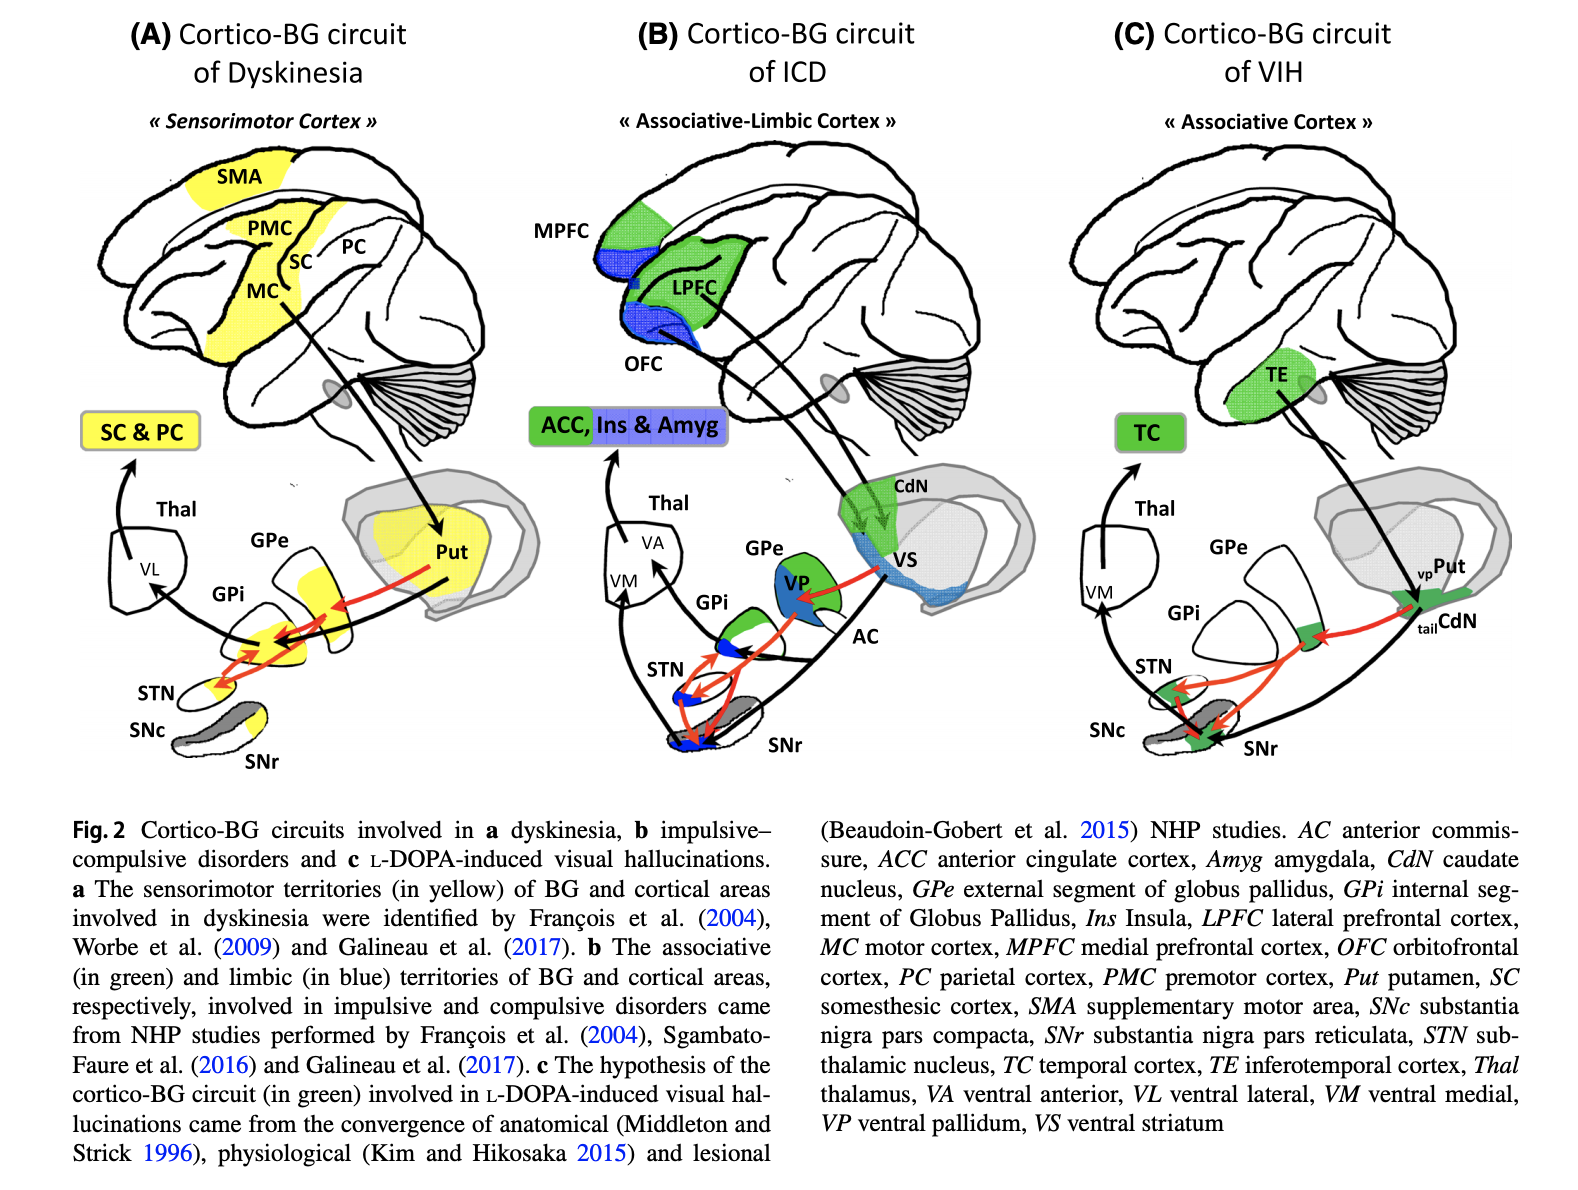 (A) Cortico-BG circuit
of Dyskinesia
« Sensorimotor Cortex »
SMA
PMC
PC
SC
MC
SC & PC
Thal
VL
GPe
GPi
Put
STN
SNc
SNr
(B) Cortico-BG circuit
of ICD
« Associative-Limbic Cortex »
MPFC
LPFC
OFC
ACC, Ins & Amyg
Thal
VA
VM
CdN
GPe
VS
VP
GPi
AC
STN
SNr
(C) Cortico-BG circuit
of VIH
« Associative Cortex »
TE
TC
Thal
VM
GPe
GPi
vpPut
tailCdN
STN
SNc
SNr
Fig. 2 Cortico-BG circuits involved in a dyskinesia, b impulsive–
compulsive disorders and c L-DOPA-induced visual hallucinations.
a The sensorimotor territories (in yellow) of BG and cortical areas
involved in dyskinesia were identified by François et al. (2004),
Worbe et al. (2009) and Galineau et al. (2017). b The associative
(in green) and limbic (in blue) territories of BG and cortical areas,
respectively, involved in impulsive and compulsive disorders came
from NHP studies performed by François et al. (2004), Sgambato-
Faure et al. (2016) and Galineau et al. (2017). c The hypothesis of the
cortico-BG circuit (in green) involved in L-DOPA-induced visual hal-
lucinations came from the convergence of anatomical (Middleton and
Strick 1996), physiological (Kim and Hikosaka 2015) and lesional
(Beaudoin-Gobert et al. 2015) NHP studies. AC anterior commis-
sure, ACC anterior cingulate cortex, Amyg amygdala, CdN caudate
nucleus, GPe external segment of globus pallidus, GPi internal seg-
ment of Globus Pallidus, Ins Insula, LPFC lateral prefrontal cortex,
MC motor cortex, MPFC medial prefrontal cortex, OFC orbitofrontal
cortex, PC parietal cortex, PMC premotor cortex, Put putamen, SC
somesthesic cortex, SMA supplementary motor area, SNc substantia
nigra pars compacta, SNr substantia nigra pars reticulata, STN sub-
thalamic nucleus, TC temporal cortex, TE inferotemporal cortex, Thal
thalamus, VA ventral anterior, VL ventral lateral, VM ventral medial,
VP ventral pallidum, VS ventral striatum